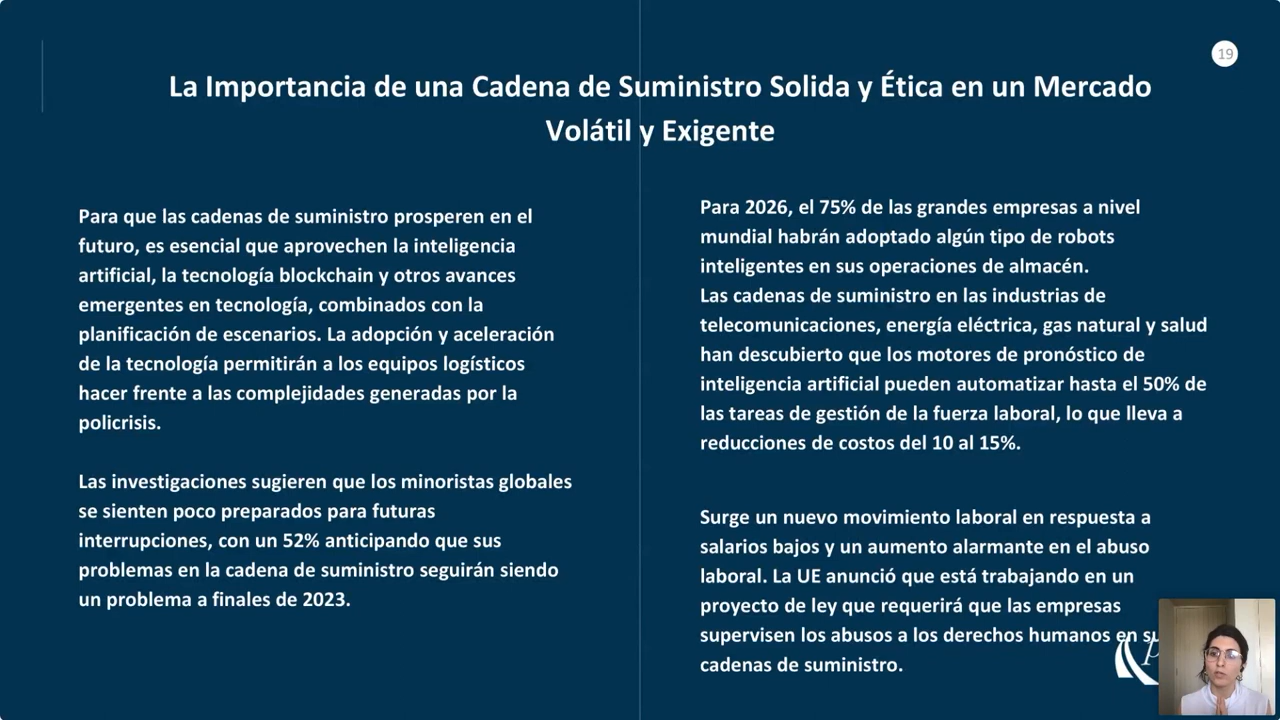 19
La Importancia de una Cadena de Suministro Solida y Ética en un Mercado
Volátil y Exigente
Para que las cadenas de suministro prosperen en el
futuro, es esencial que aprovechen la inteligencia
artificial, la tecnología blockchain y otros avances
emergentes en tecnología, combinados con la
planificación de escenarios. La adopción y aceleración
de la tecnología permitirán a los equipos logísticos
hacer frente a las complejidades generadas por la
policrisis.
Las investigaciones sugieren que los minoristas globales
se sienten poco preparados para futuras
interrupciones, con un 52% anticipando que sus
problemas en la cadena de suministro seguirán siendo
un problema a finales de 2023.
Para 2026, el 75% de las grandes empresas a nivel
mundial habrán adoptado algún tipo de robots
inteligentes en sus operaciones de almacén.
Las cadenas de suministro en las industrias de
telecomunicaciones, energía eléctrica, gas natural y salud
han descubierto que los motores de pronóstico de
inteligencia artificial pueden automatizar hasta el 50% de
las tareas de gestión de la fuerza laboral, lo que lleva a
reducciones de costos del 10 al 15%.
Surge un nuevo movimiento laboral en respuesta a
salarios bajos y un aumento alarmante en el abuso
laboral. La UE anunció que está trabajando en un
proyecto de ley que requerirá que las empresas
supervisen los abusos a los derechos humanos en
cadenas de suministro.